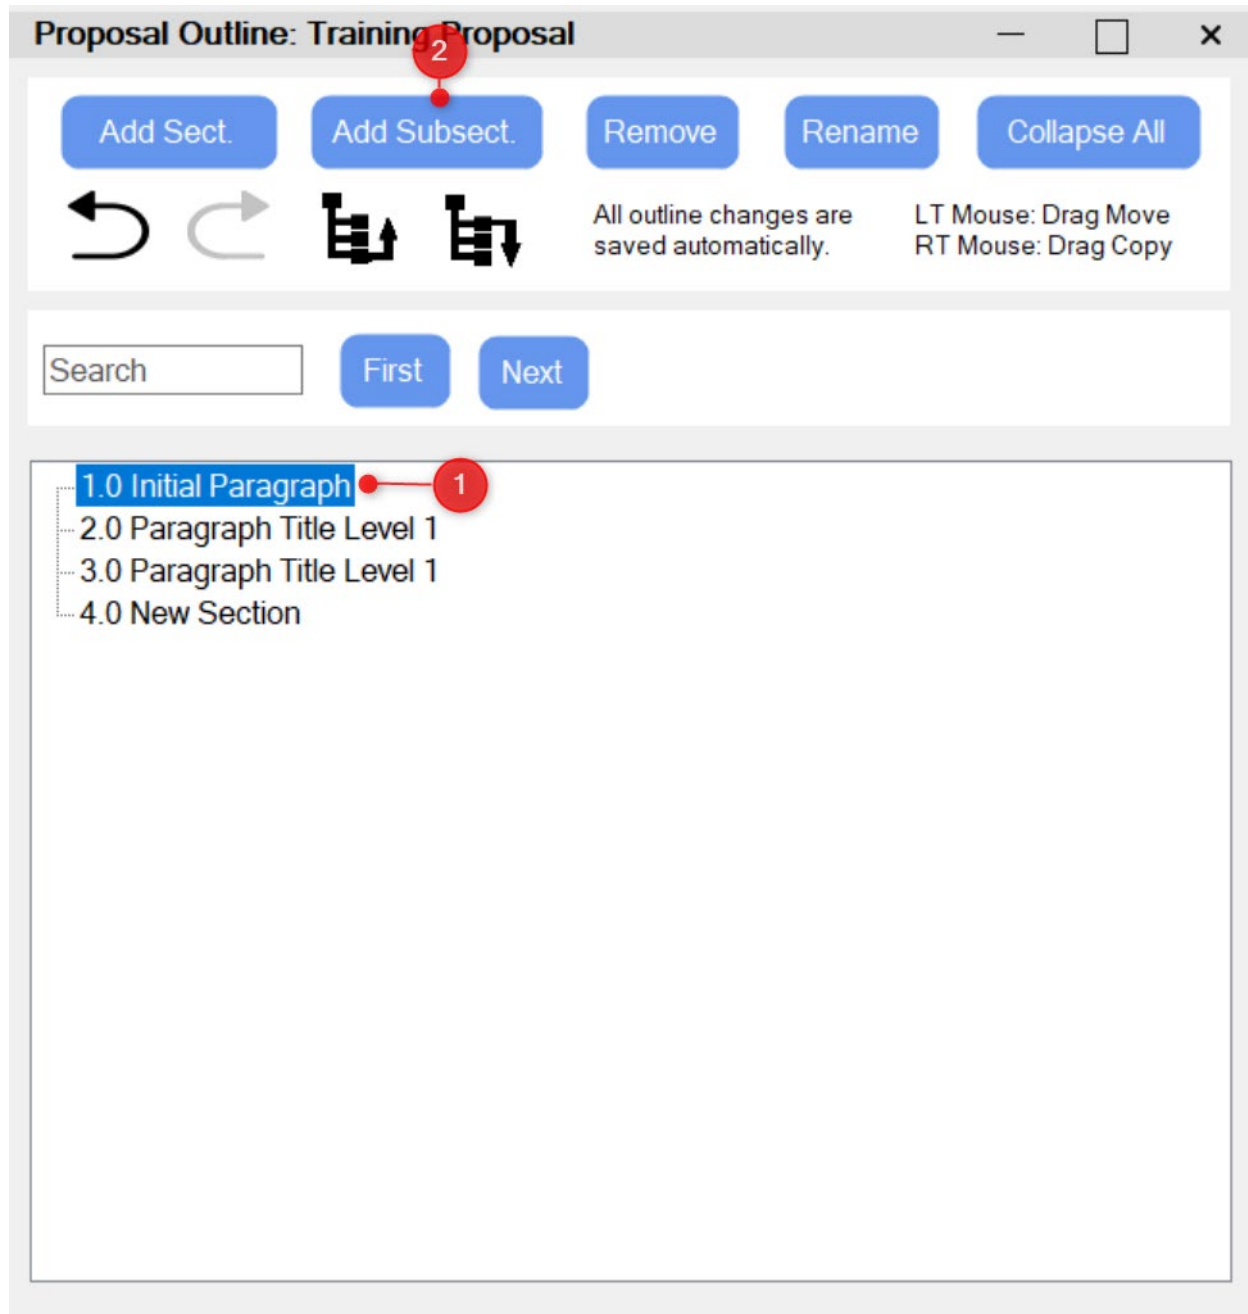 Proposal Outline: Training Proposal
2
Add Sect. Add Subsect. Remove Rename Collapse All
All outline changes are LT Mouse: Drag Move
saved automatically. RT Mouse: Drag Copy
Search First Next
1.0 Initial Paragraph 1
2.0 Paragraph Title Level 1
3.0 Paragraph Title Level 1
4.0 New Section